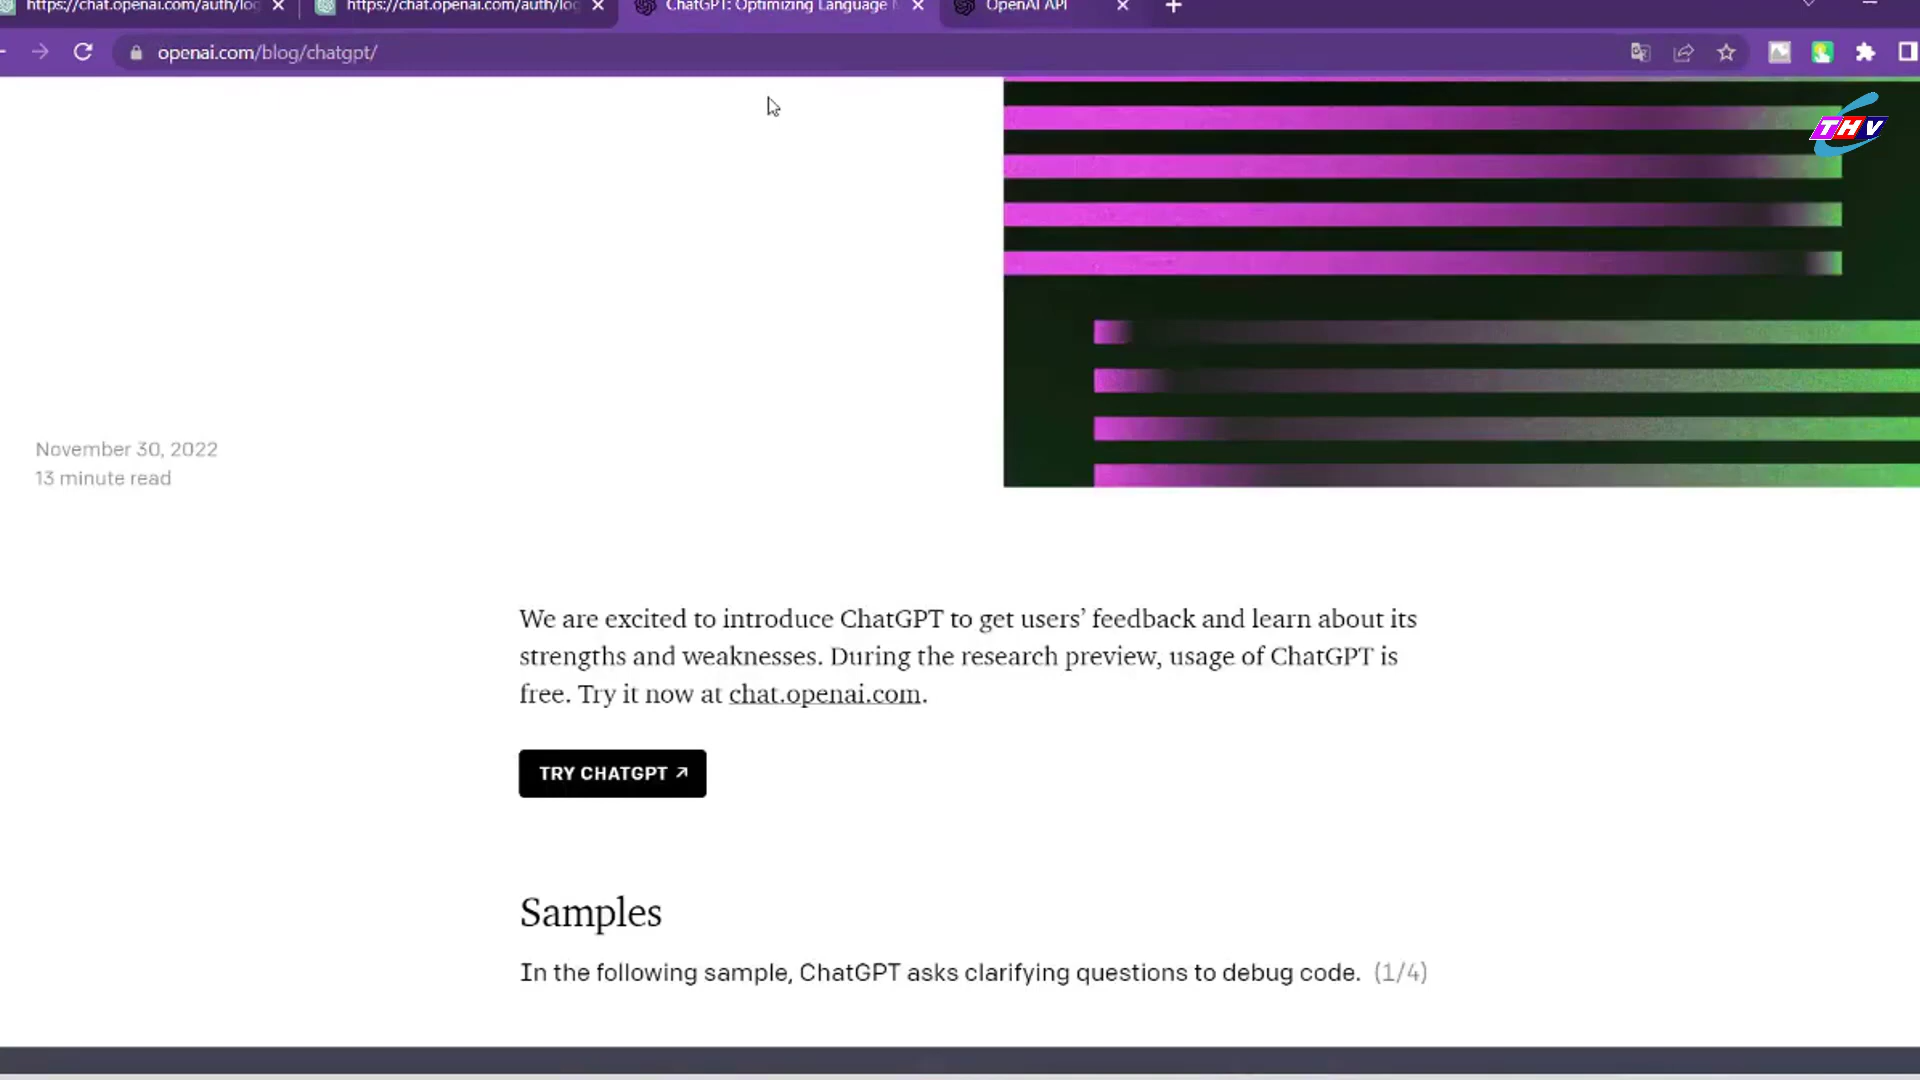 https://chat.openai.com/auth/lo
https://chat.openai.com/auth/lo
ChatGPT: Optimizing Language
OpenAI API
openai.com/blog/chatgpt/
THV
November 30, 2022
13 minute read
We are excited to introduce ChatGPT to get users’ feedback and learn about its
strengths and weaknesses. During the research preview, usage of ChatGPT is
free. Try it now at chat.openai.com.
TRY CHATGPT ↗
Samples
In the following sample, ChatGPT asks clarifying questions to debug code. (1/4)